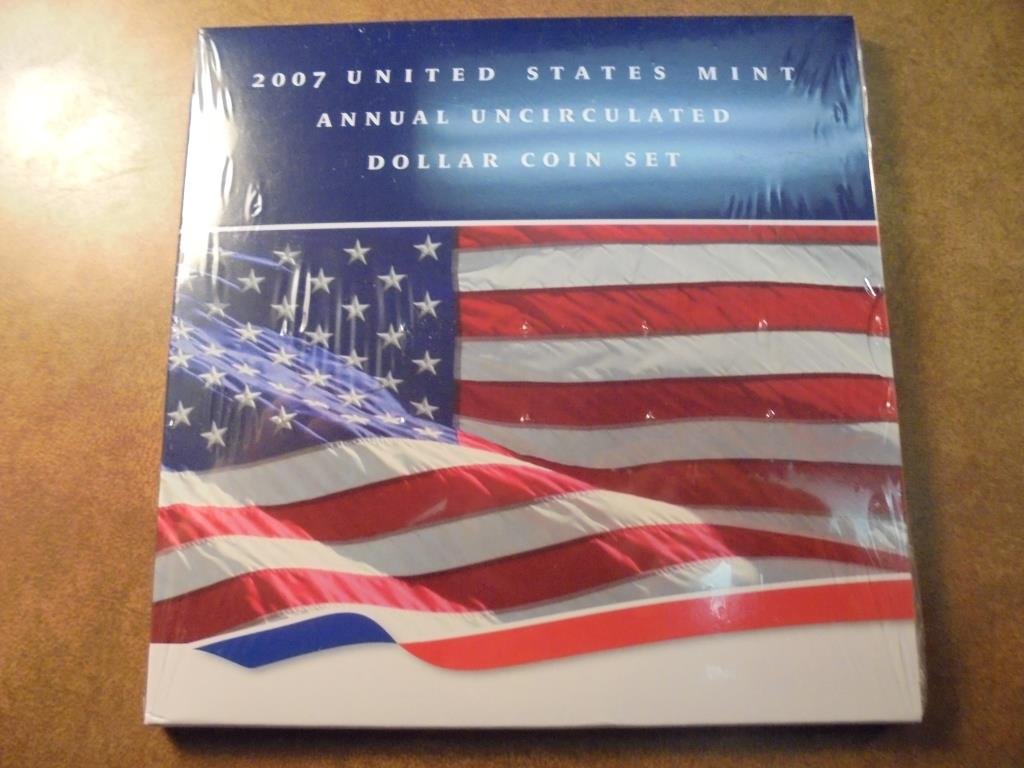 2007 UNITED STATES MINT
ANNUAL UNCIRCULATED
DOLLAR COIN SET